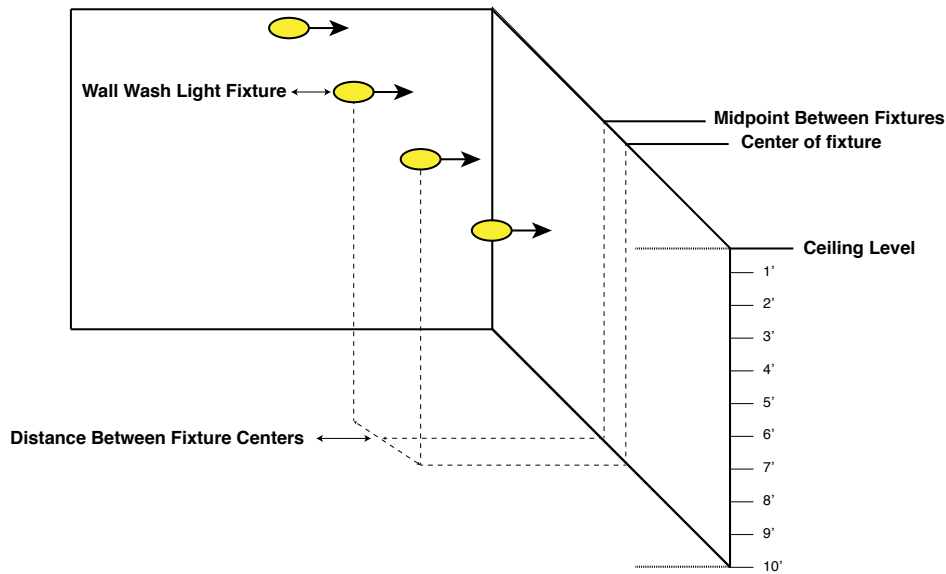 Wall Wash Light Fixture
Midpoint Between Fixtures
Center of fixture
Ceiling Level
1’
2’
3’
4’
5’
Distance Between Fixture Centers
6’
7’
8’
9’
10’